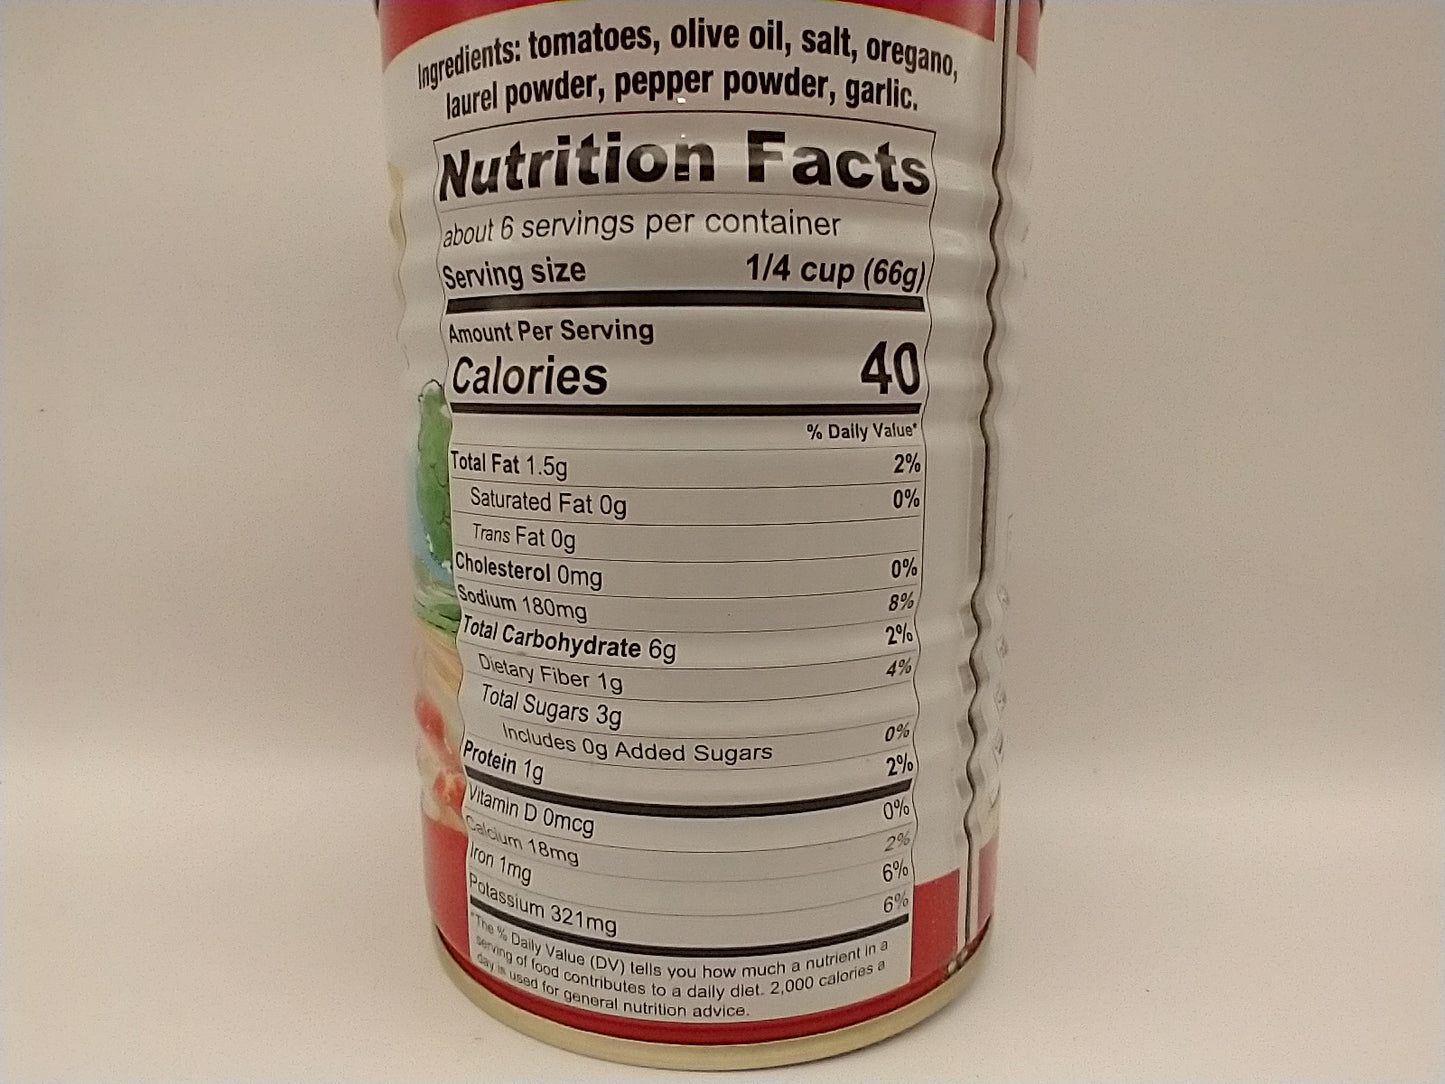 Ingredients: tomatoes, olive oil, salt, oregano,
laurel powder, pepper powder, garlic.
Nutrition Facts
about 6 servings per container
Serving size 1/4 cup (66g)
Amount Per Serving
Calories 40
% Daily Value*
Total Fat 1.5g 2%
Saturated Fat 0g 0%
Trans Fat 0g
Cholesterol 0mg 0%
Sodium 180mg 8%
Total Carbohydrate 6g 2%
Dietary Fiber 1g 4%
Total Sugars 3g
Includes 0g Added Sugars 0%
Protein 1g 2%
Vitamin D 0mcg 0%
Calcium 18mg 2%
Iron 1mg 6%
Potassium 321mg 6%
*The % Daily Value (DV) tells you how much a nutrient in a
serving of food contributes to a daily diet. 2,000 calories a
day is used for general nutrition advice.